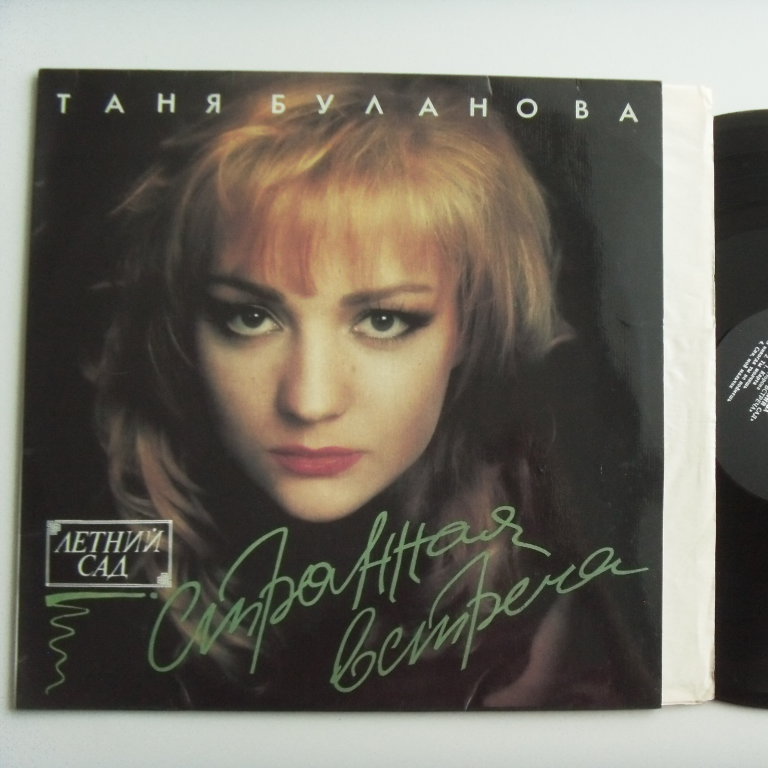 ТАНЯ БУЛАНОВА
ЛЕТНИЙ
САД
Странная
встреча